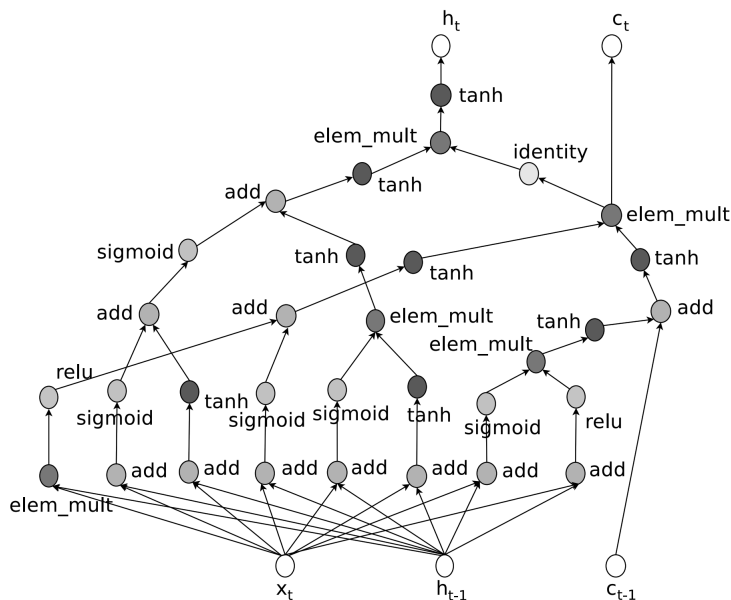 h_t c_t
tanh
elem_mult
identity
tanh
add
elem_mult
sigmoid
tanh
tanh
tanh
add
add
elem_mult
add
tanh
elem_mult
relu
sigmoid
tanh
sigmoid
sigmoid
tanh
sigmoid
relu
elem_mult
add
add
add
add
add
add
add
x_t
h_t-1
c_t-1